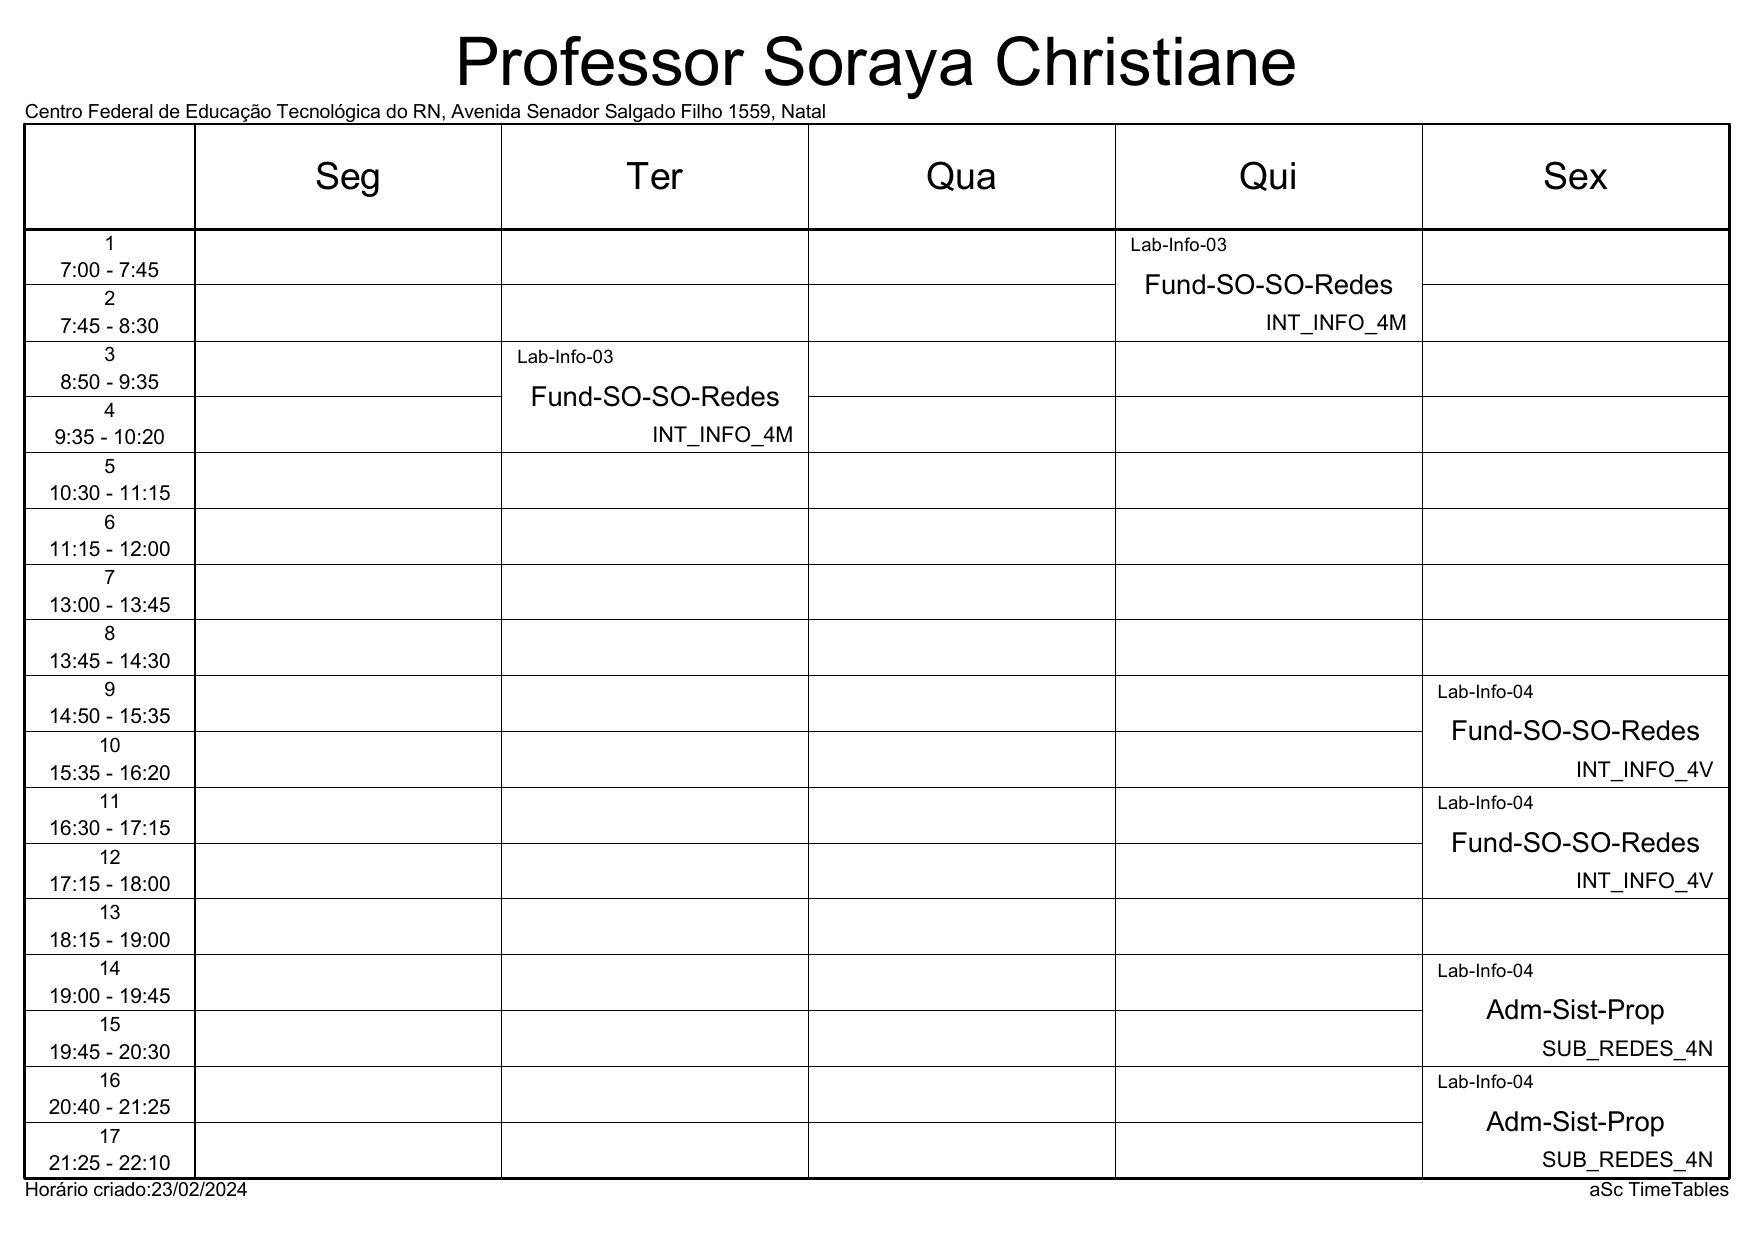 Professor Soraya Christiane
Centro Federal de Educação Tecnológica do RN, Avenida Senador Salgado Filho 1559, Natal
Seg Ter Qua Qui Sex
1
7:00 - 7:45
Lab-Info-03
Fund-SO-SO-Redes
INT_INFO_4M
2
7:45 - 8:30
3
8:50 - 9:35
Lab-Info-03
Fund-SO-SO-Redes
INT_INFO_4M
4
9:35 - 10:20
5
10:30 - 11:15
6
11:15 - 12:00
7
13:00 - 13:45
8
13:45 - 14:30
9
14:50 - 15:35
Lab-Info-04
Fund-SO-SO-Redes
INT_INFO_4V
10
15:35 - 16:20
11
16:30 - 17:15
Lab-Info-04
Fund-SO-SO-Redes
INT_INFO_4V
12
17:15 - 18:00
13
18:15 - 19:00
14
19:00 - 19:45
Lab-Info-04
Adm-Sist-Prop
SUB_REDES_4N
15
19:45 - 20:30
16
20:40 - 21:25
Lab-Info-04
Adm-Sist-Prop
SUB_REDES_4N
17
21:25 - 22:10
Horário criado:23/02/2024
aSc TimeTables